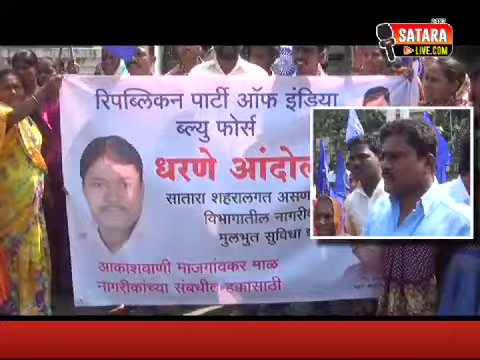 SATARA
LIVE.COM
रिपब्लिकन पार्टी ऑफ इंडिया
ब्ल्यु फोर्स
धरणे आंदोल
सातारा शहरालगत असण
विभागातील नागरीक
मुलभुत सुविधा
आकाशवाणी माजगांवकर माळ
नागरीकांच्या संबधीत हकासाठी